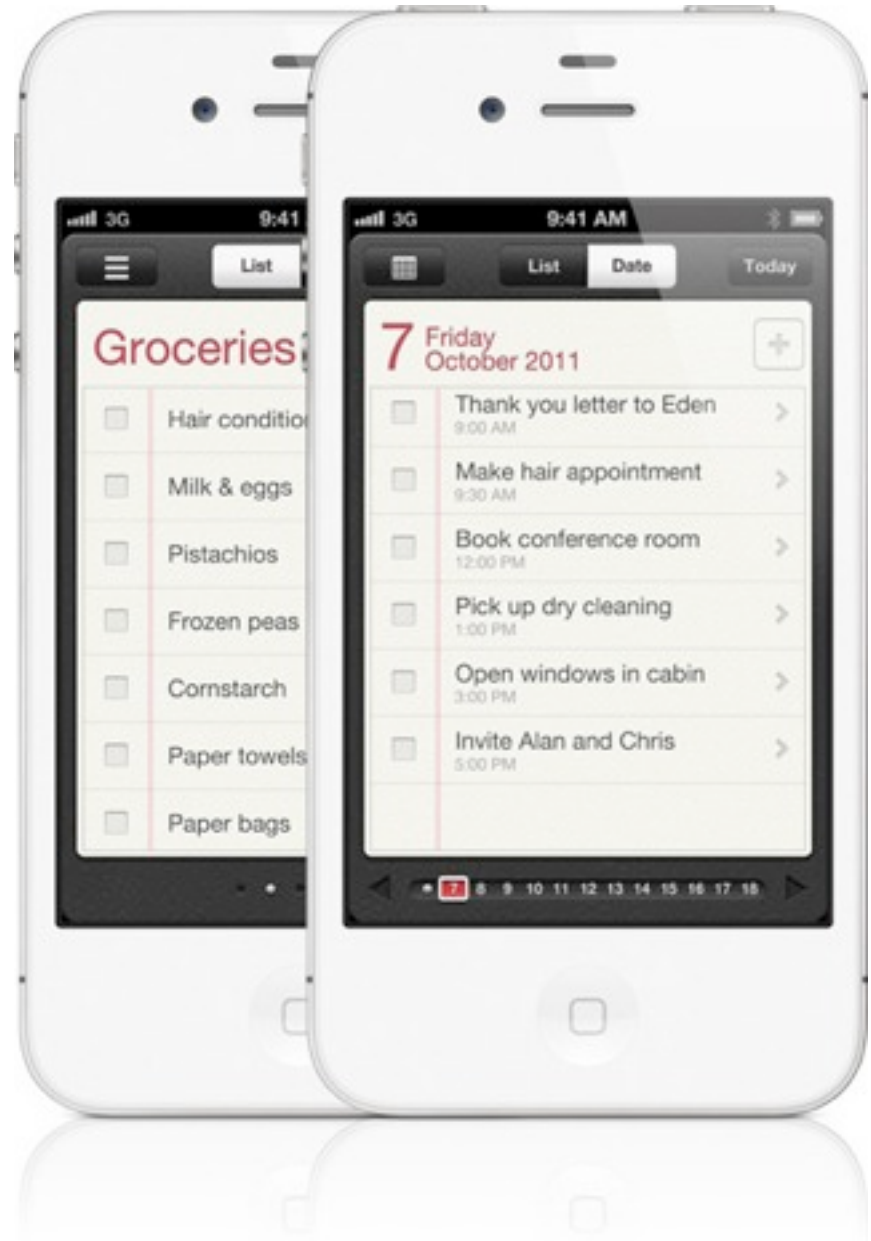 3G 9:41
List
Groceries
Hair conditio
Milk & eggs
Pistachios
Frozen peas
Cornstarch
Paper towels
Paper bags
3G 9:41 AM
List Date Today
7 Friday
October 2011
Thank you letter to Eden
9:00 AM
Make hair appointment
9:30 AM
Book conference room
12:00 PM
Pick up dry cleaning
1:00 PM
Open windows in cabin
3:00 PM
Invite Alan and Chris
5:00 PM
7 8 9 10 11 12 13 14 15 16 17 18